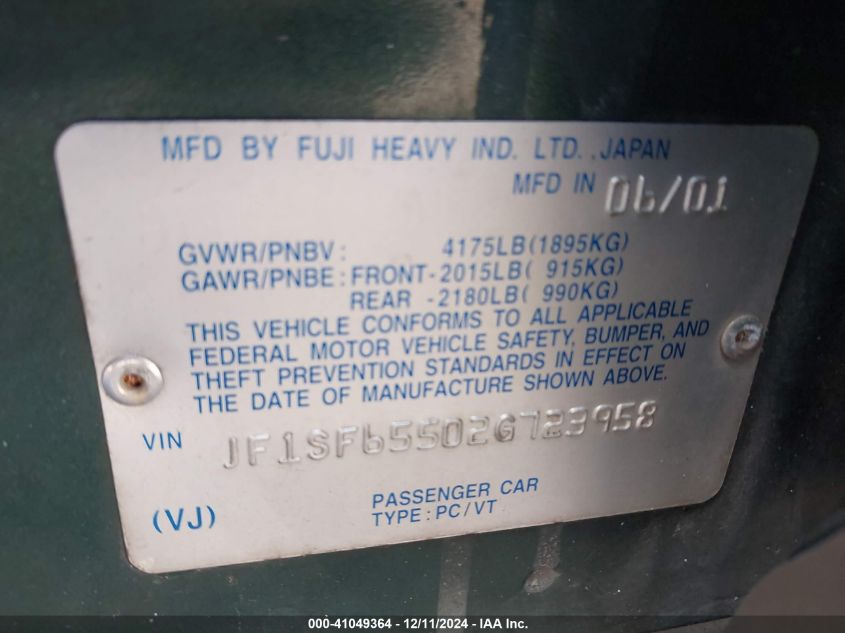 MFD BY FUJI HEAVY IND. LTD., JAPAN
MFD IN 06/01
GVWR/PNBV: 4175LB(1895KG)
GAWR/PNBE: FRONT-2015LB( 915KG)
REAR -2180LB( 990KG)
THIS VEHICLE CONFORMS TO ALL APPLICABLE
FEDERAL MOTOR VEHICLE SAFETY, BUMPER, AND
THEFT PREVENTION STANDARDS IN EFFECT ON
THE DATE OF MANUFACTURE SHOWN ABOVE.
VIN JF1SF65502G723958
(VJ)
PASSENGER CAR
TYPE: PC/VT
000-41049364 - 12/11/2024 - IAA Inc.